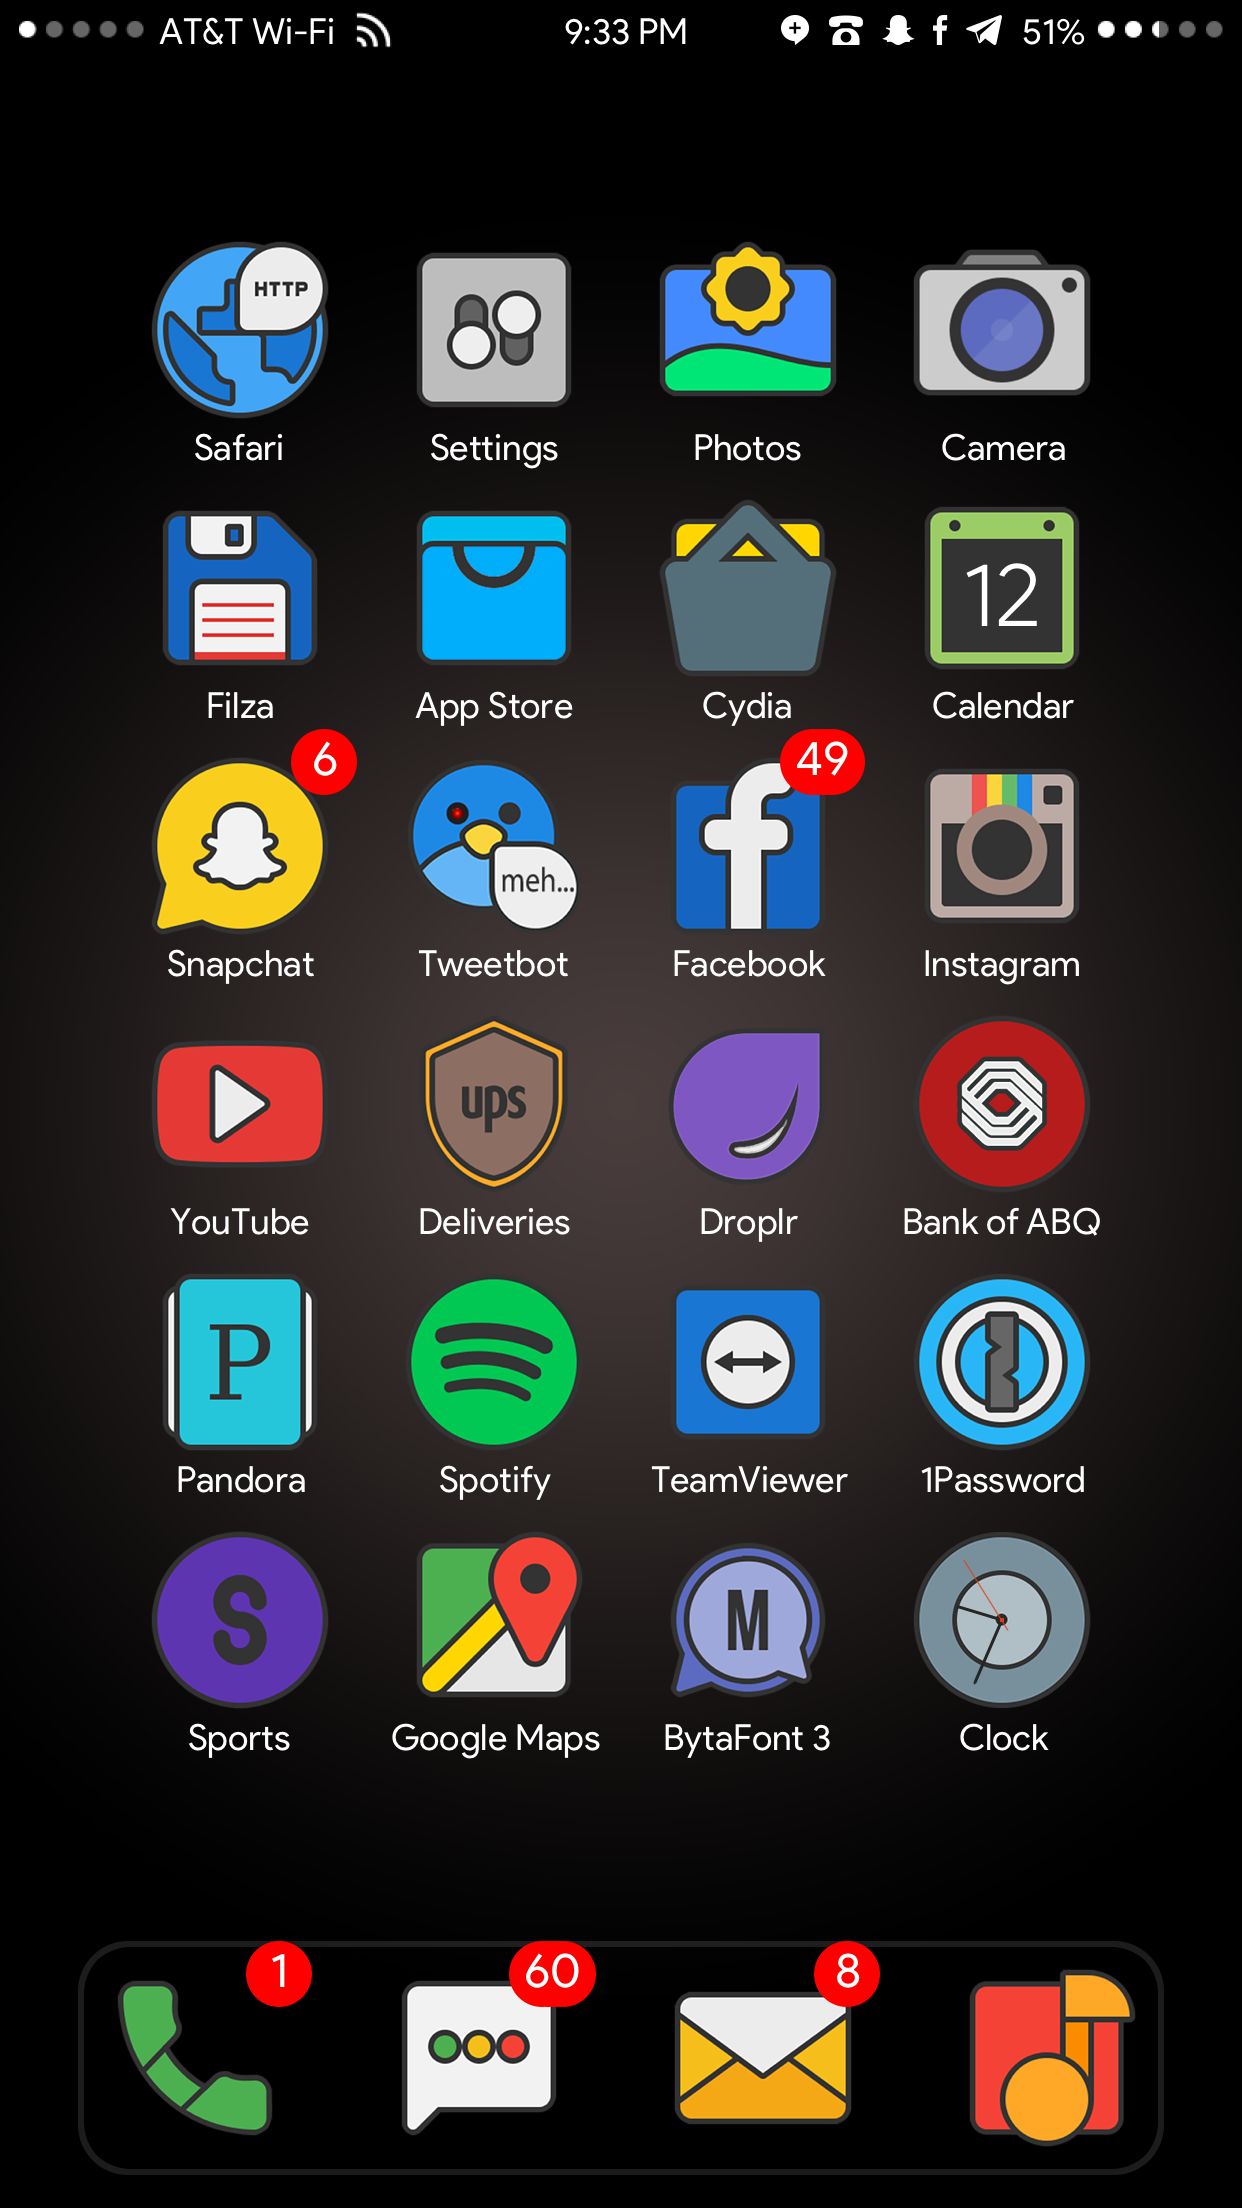 AT&T Wi-Fi 9:33 PM 51%
HTTP
Safari Settings Photos Camera
12
Filza App Store Cydia Calendar
6 49
meh...
Snapchat Tweetbot Facebook Instagram
ups
YouTube Deliveries Droplr Bank of ABQ
P
Pandora Spotify TeamViewer 1Password
S M
Sports Google Maps BytaFont 3 Clock
1 60 8